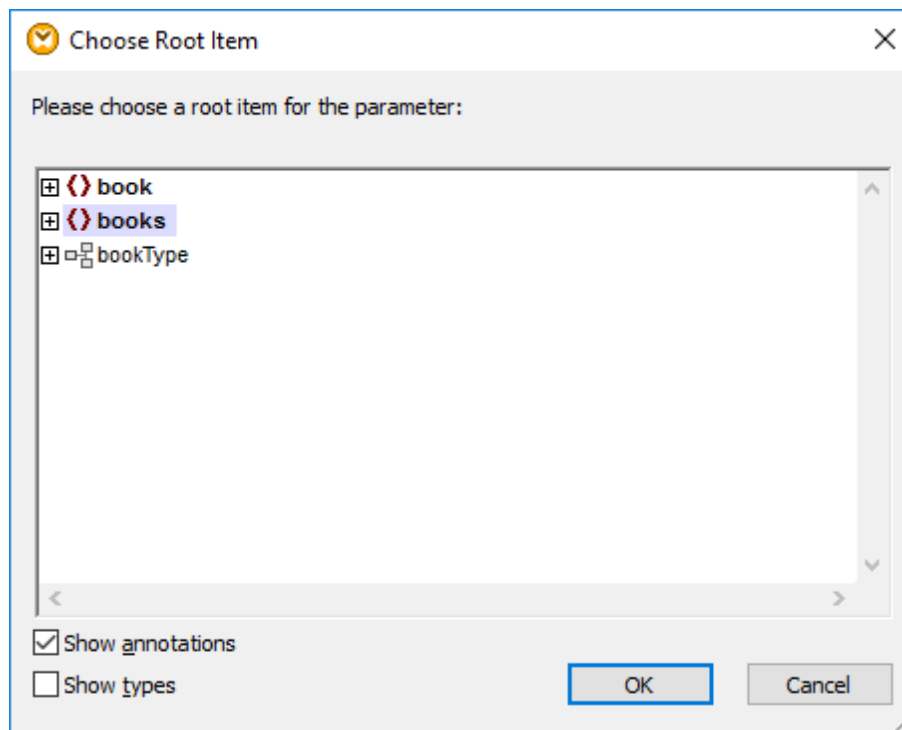 Choose Root Item
Please choose a root item for the parameter:
book
books
bookType
Show annotations
Show types
OK
Cancel